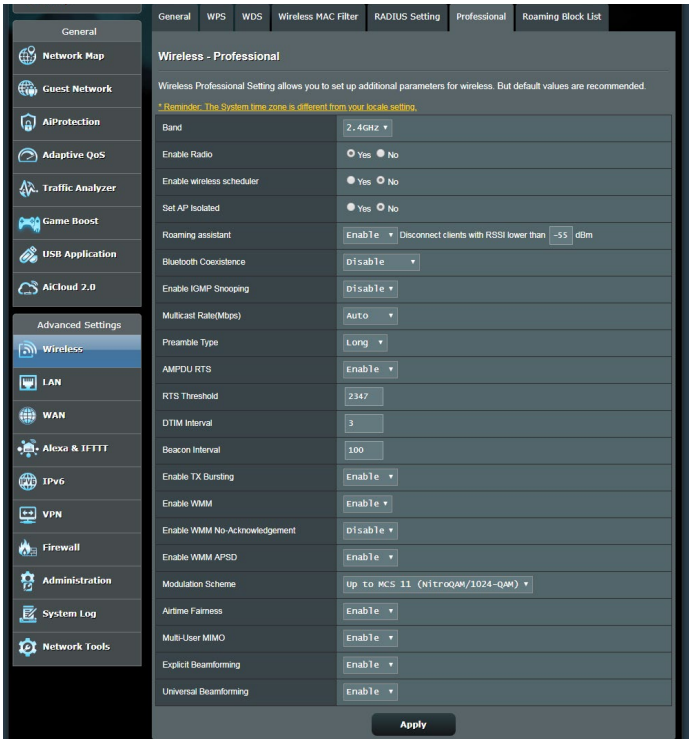 General WPS WDS Wireless MAC Filter RADIUS Setting Professional Roaming Block List
General
Network Map
Guest Network
AiProtection
Adaptive QoS
Traffic Analyzer
Game Boost
USB Application
AiCloud 2.0
Advanced Settings
Wireless
LAN
WAN
Alexa & IFTTT
IPv6
VPN
Firewall
Administration
System Log
Network Tools
Wireless - Professional
Wireless Professional Setting allows you to set up additional parameters for wireless. But default values are recommended.
* Reminder: The System time zone is different from your locale setting.
Band 2.4GHz
Enable Radio Yes No
Enable wireless scheduler Yes No
Set AP Isolated Yes No
Roaming assistant Enable Disconnect clients with RSSI lower than -55 dBm
Bluetooth Coexistence Disable
Enable IGMP Snooping Disable
Multicast Rate(Mbps) Auto
Preamble Type Long
AMPDU RTS Enable
RTS Threshold 2347
DTIM Interval 3
Beacon Interval 100
Enable TX Bursting Enable
Enable WMM Enable
Enable WMM No-Acknowledgement Disable
Enable WMM APSD Enable
Modulation Scheme Up to MCS 11 (NitroQAM/1024-QAM)
Airtime Fairness Enable
Multi-User MIMO Enable
Explicit Beamforming Enable
Universal Beamforming Enable
Apply